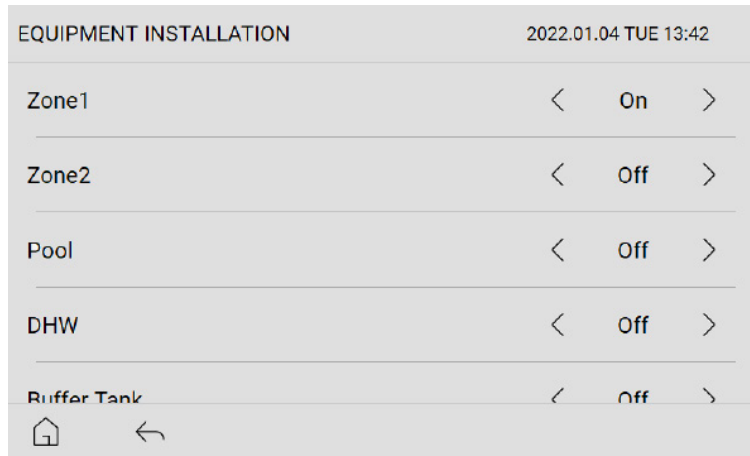 EQUIPMENT INSTALLATION 2022.01.04 TUE 13:42
Zone1 On
Zone2 Off
Pool Off
DHW Off
Buffer Tank Off